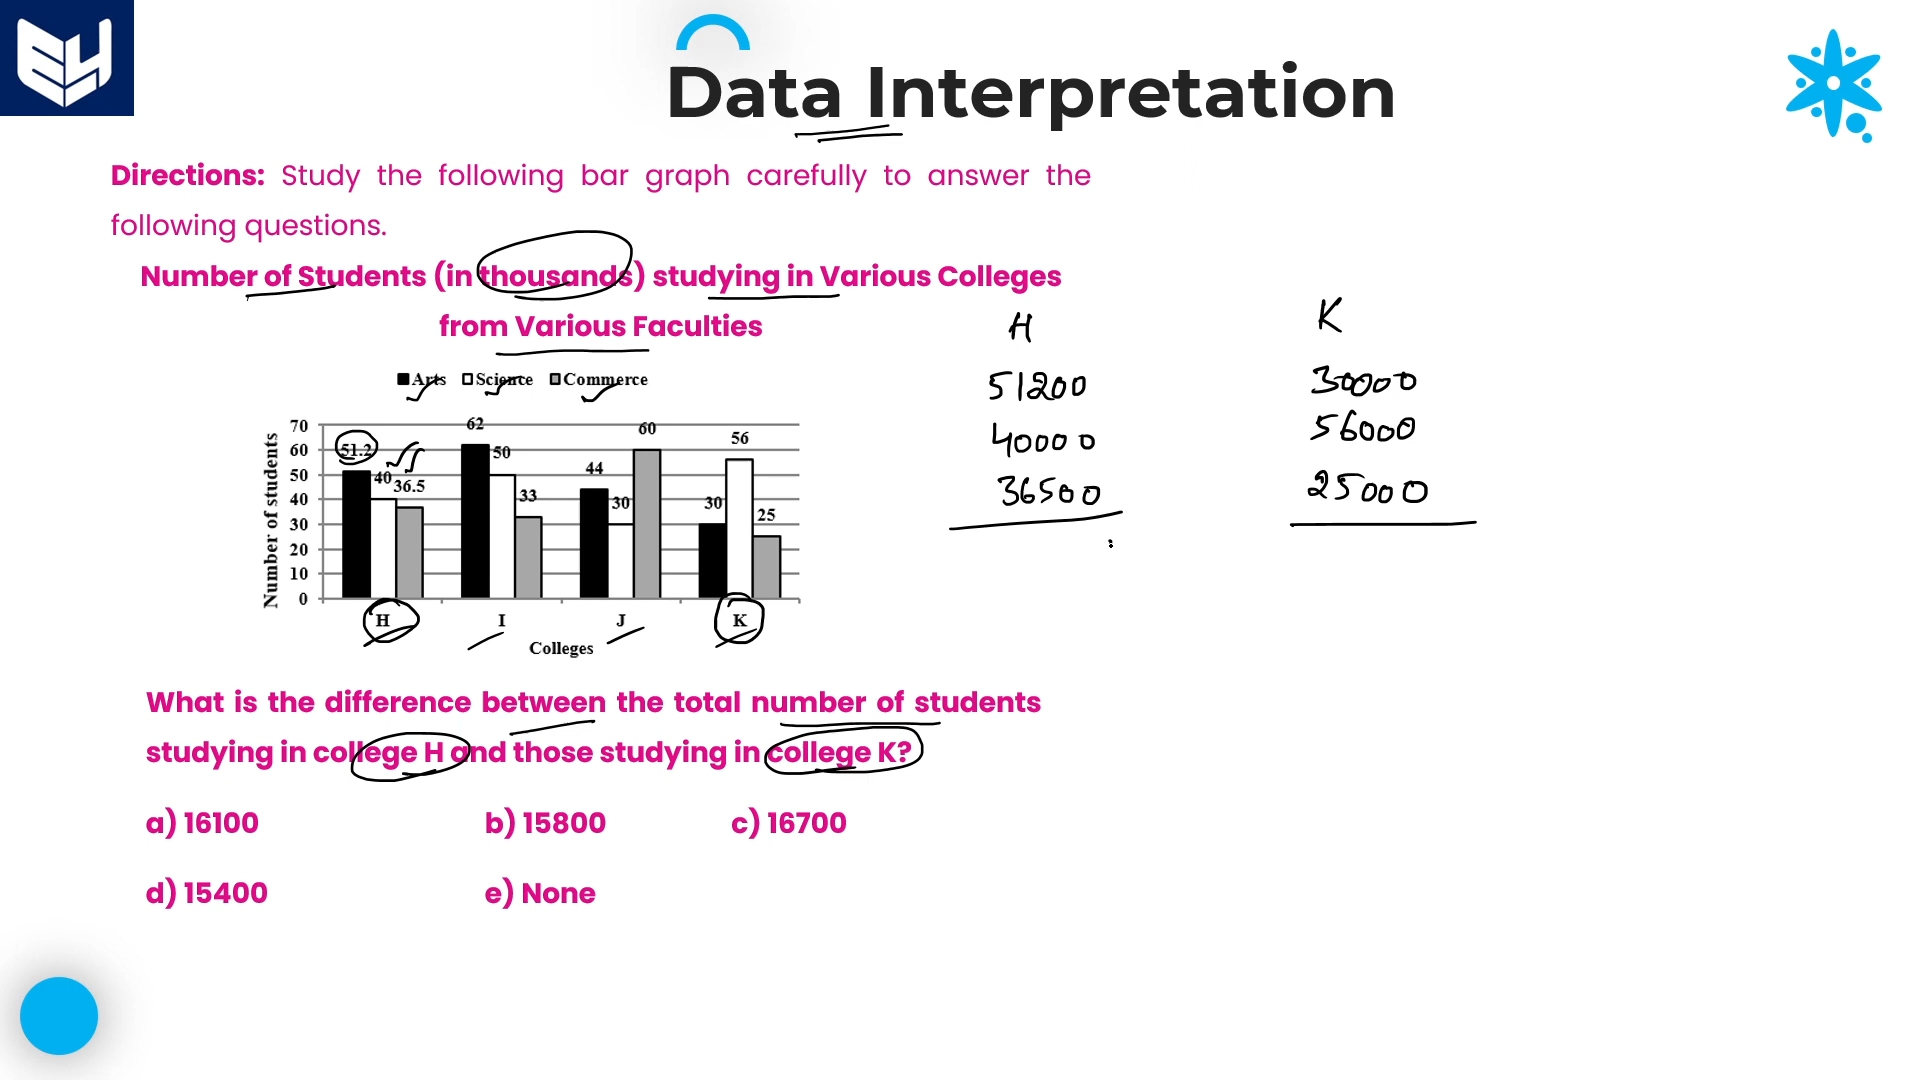 Data Interpretation
Directions: Study the following bar graph carefully to answer the
following questions.
Number of Students (in thousands) studying in Various Colleges
from Various Faculties
Arts Science Commerce
Number of students
70
60
50
40
30
20
10
0
51.2
40
36.5
62
50
33
44
30
60
30
56
25
H I J K
Colleges
H
51200
40000
36500
K
30000
56000
25000
What is the difference between the total number of students
studying in college H and those studying in college K?
a) 16100 b) 15800 c) 16700
d) 15400 e) None